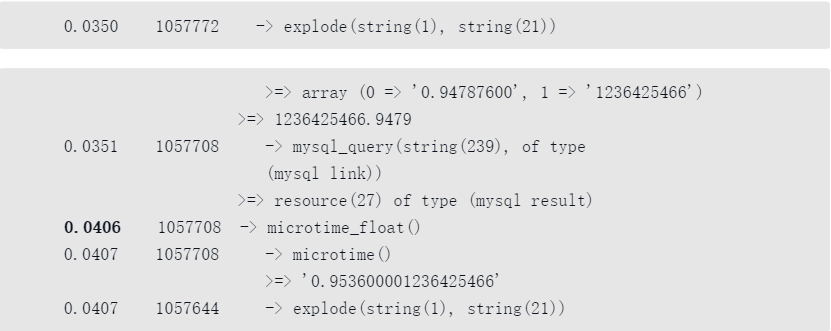 0.0350 1057772 -> explode(string(1), string(21))
>=> array (0 => '0.94787600', 1 => '1236425466')
>=> 1236425466.9479
0.0351 1057708 -> mysql_query(string(239), of type
(mysql link))
>=> resource(27) of type (mysql result)
0.0406 1057708 -> microtime_float()
0.0407 1057708 -> microtime()
>=> '0.953600001236425466'
0.0407 1057644 -> explode(string(1), string(21))